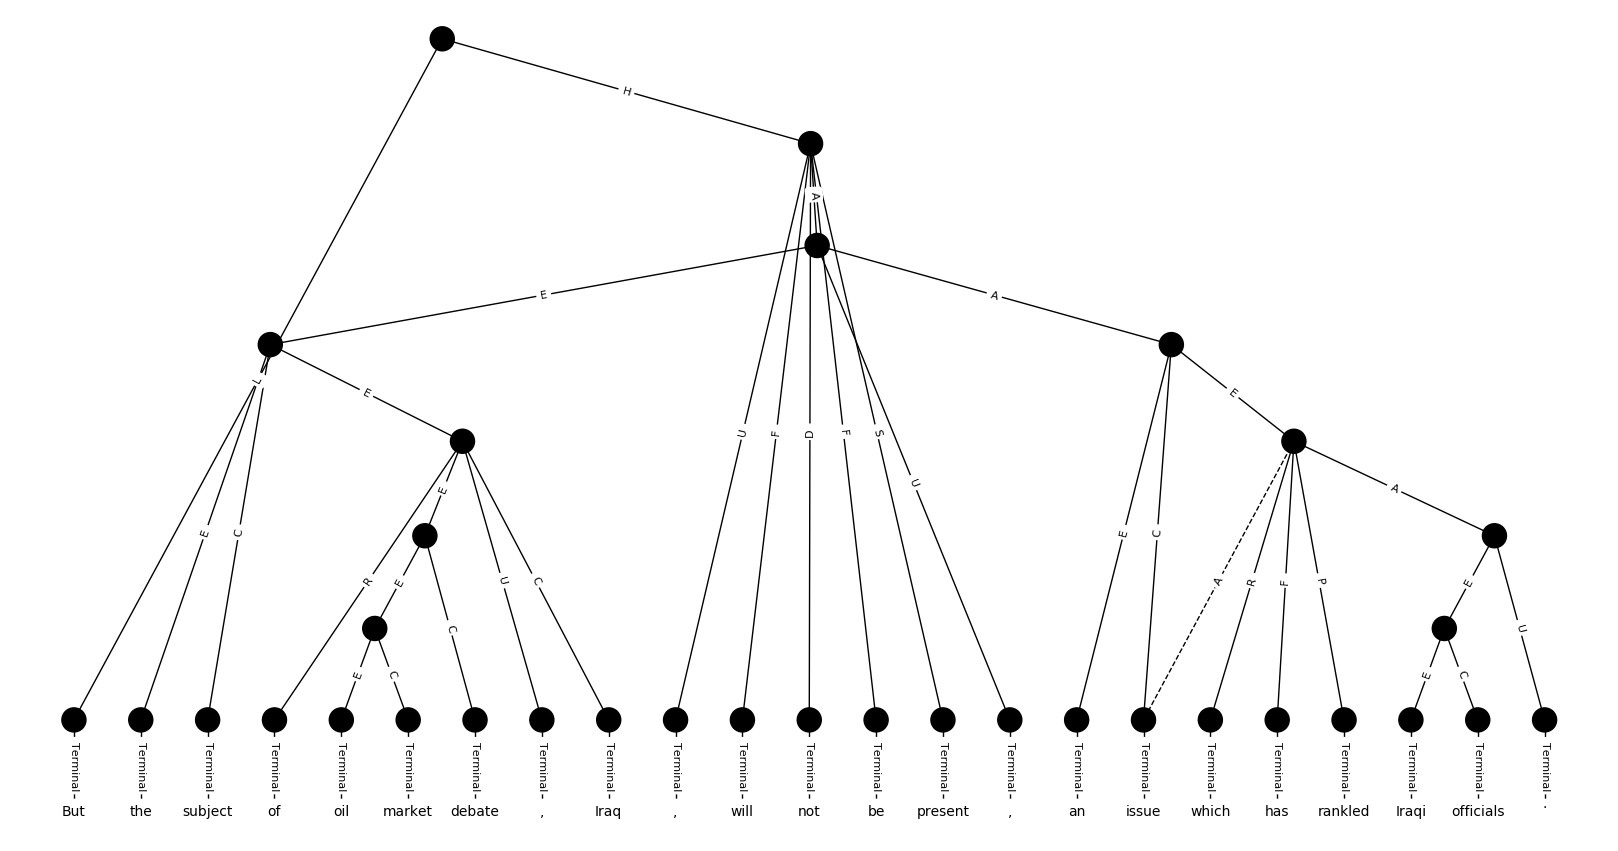 H
A
E A
L E E
U F D F S U
E
E C E C
R E U C A R F P E U
C
E C E C
Terminal Terminal Terminal Terminal Terminal Terminal Terminal Terminal Terminal Terminal Terminal Terminal Terminal Terminal Terminal Terminal Terminal Terminal Terminal Terminal Terminal Terminal Terminal
But the subject of oil market debate , Iraq , will not be present , an issue which has rankled Iraqi officials .